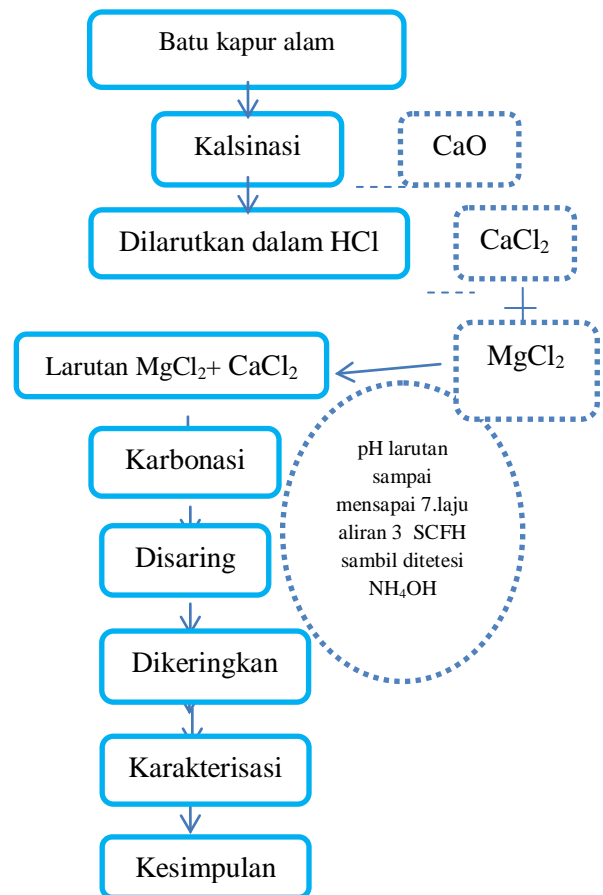 Batu kapur alam
Kalsinasi
CaO
Dilarutkan dalam HCl
CaCl₂
MgCl₂
Larutan MgCl₂+ CaCl₂
Karbonasi
pH larutan
sampai
mensapai 7.laju
aliran 3 SCFH
sambil ditetesi
NH₄OH
Disaring
Dikeringkan
Karakterisasi
Kesimpulan